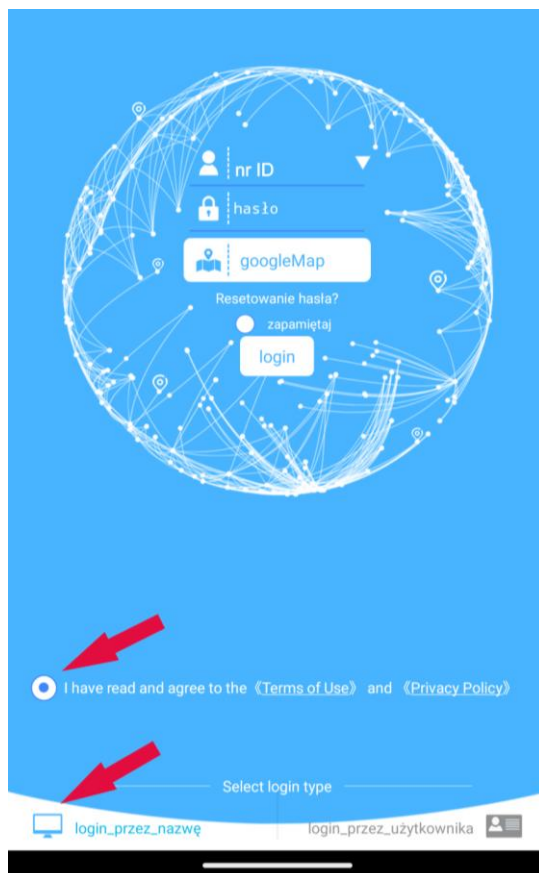 nr ID
hasło
googleMap
Resetowanie hasła?
zapamiętaj
login
I have read and agree to the 《Terms of Use》 and 《Privacy Policy》
Select login type
login_przez_nazwę login_przez_użytkownika